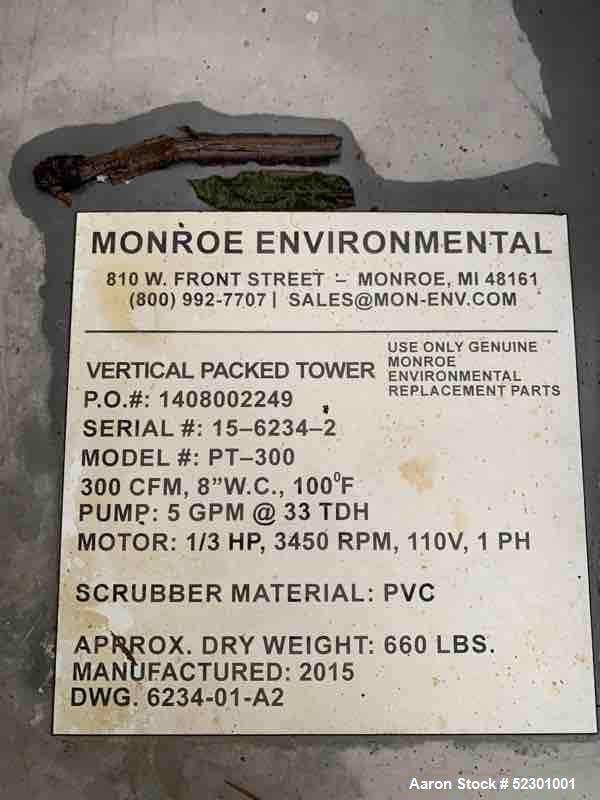 MONROE ENVIRONMENTAL
810 W. FRONT STREET – MONROE, MI 48161
(800) 992-7707 | SALES@MON-ENV.COM
VERTICAL PACKED TOWER
USE ONLY GENUINE
MONROE
ENVIRONMENTAL
REPLACEMENT PARTS
P.O.#: 1408002249
SERIAL #: 15–6234–2
MODEL #: PT–300
300 CFM, 8”W.C., 100⁰F
PUMP: 5 GPM @ 33 TDH
MOTOR: 1/3 HP, 3450 RPM, 110V, 1 PH
SCRUBBER MATERIAL: PVC
APPROX. DRY WEIGHT: 660 LBS.
MANUFACTURED: 2015
DWG. 6234-01-A2
Aaron Stock # 52301001